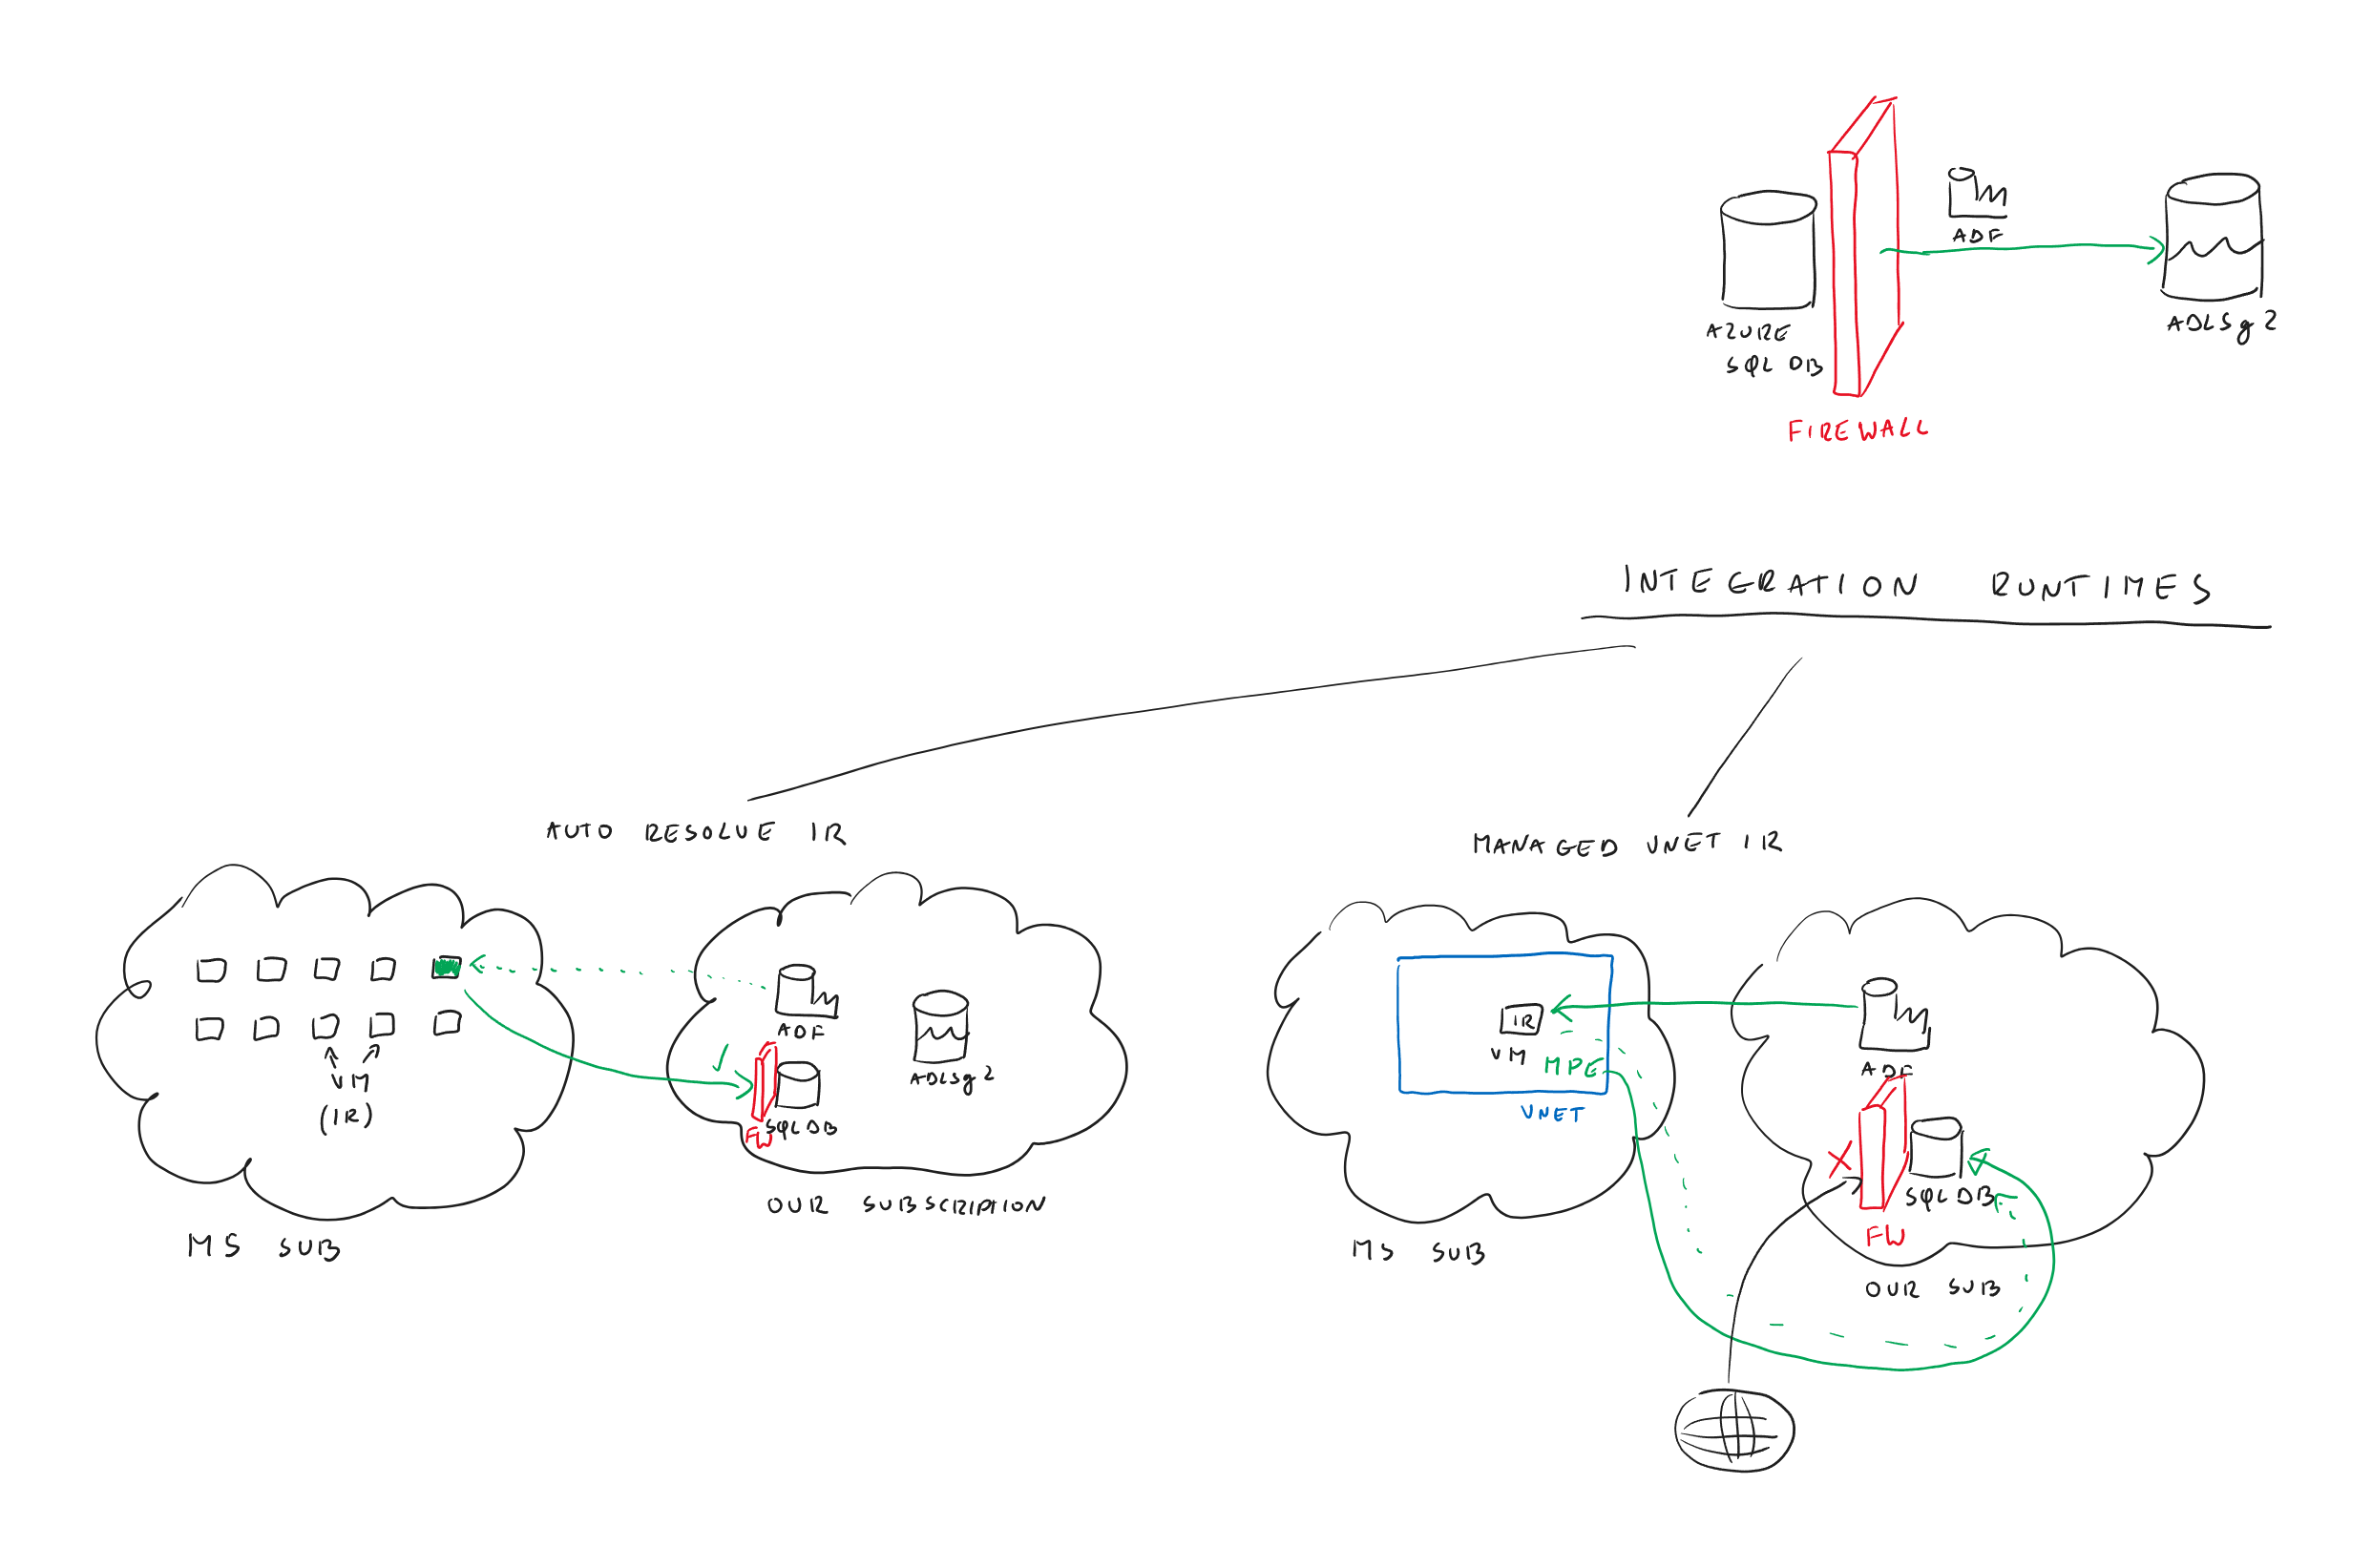 ADF
AZURE
SQL DB
ADLSg2
FIREWALL
INTEGRATION RUNTIMES
AUTO RESOLVE IR
MANAGED VNET IR
VM
(IR)
MS SUB
ADF
ADLSg2
SQL DB
FW
OUR SUBSCRIPTION
IR
VM
MPE
VNET
MS SUB
ADF
SQL DB
FW
OUR SUB